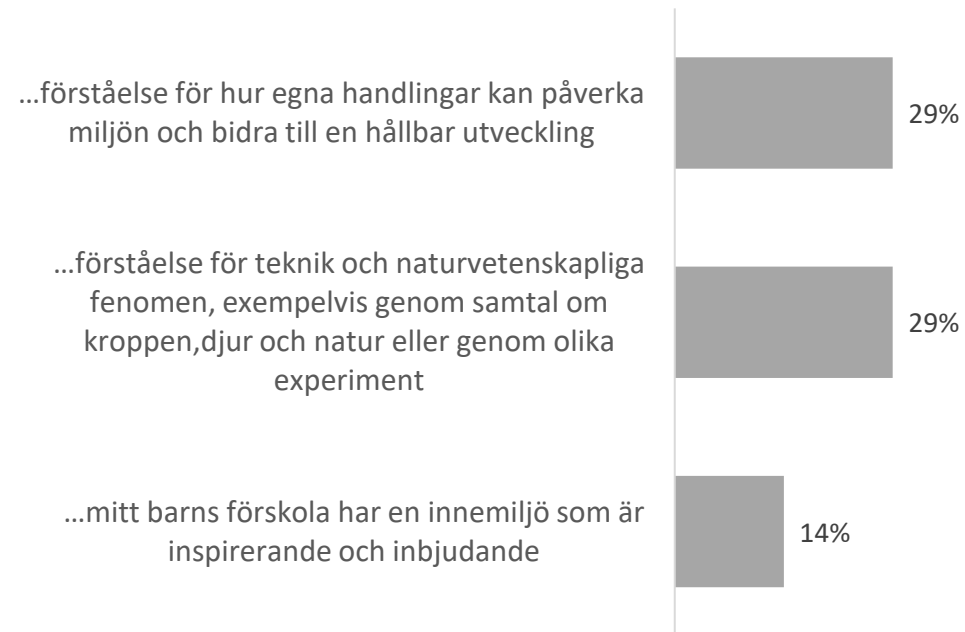 ...förståelse för hur egna handlingar kan påverka
miljön och bidra till en hållbar utveckling
29%
...förståelse för teknik och naturvetenskapliga
fenomen, exempelvis genom samtal om
kroppen,djur och natur eller genom olika
experiment
29%
...mitt barns förskola har en innemiljö som är
inspirerande och inbjudande
14%